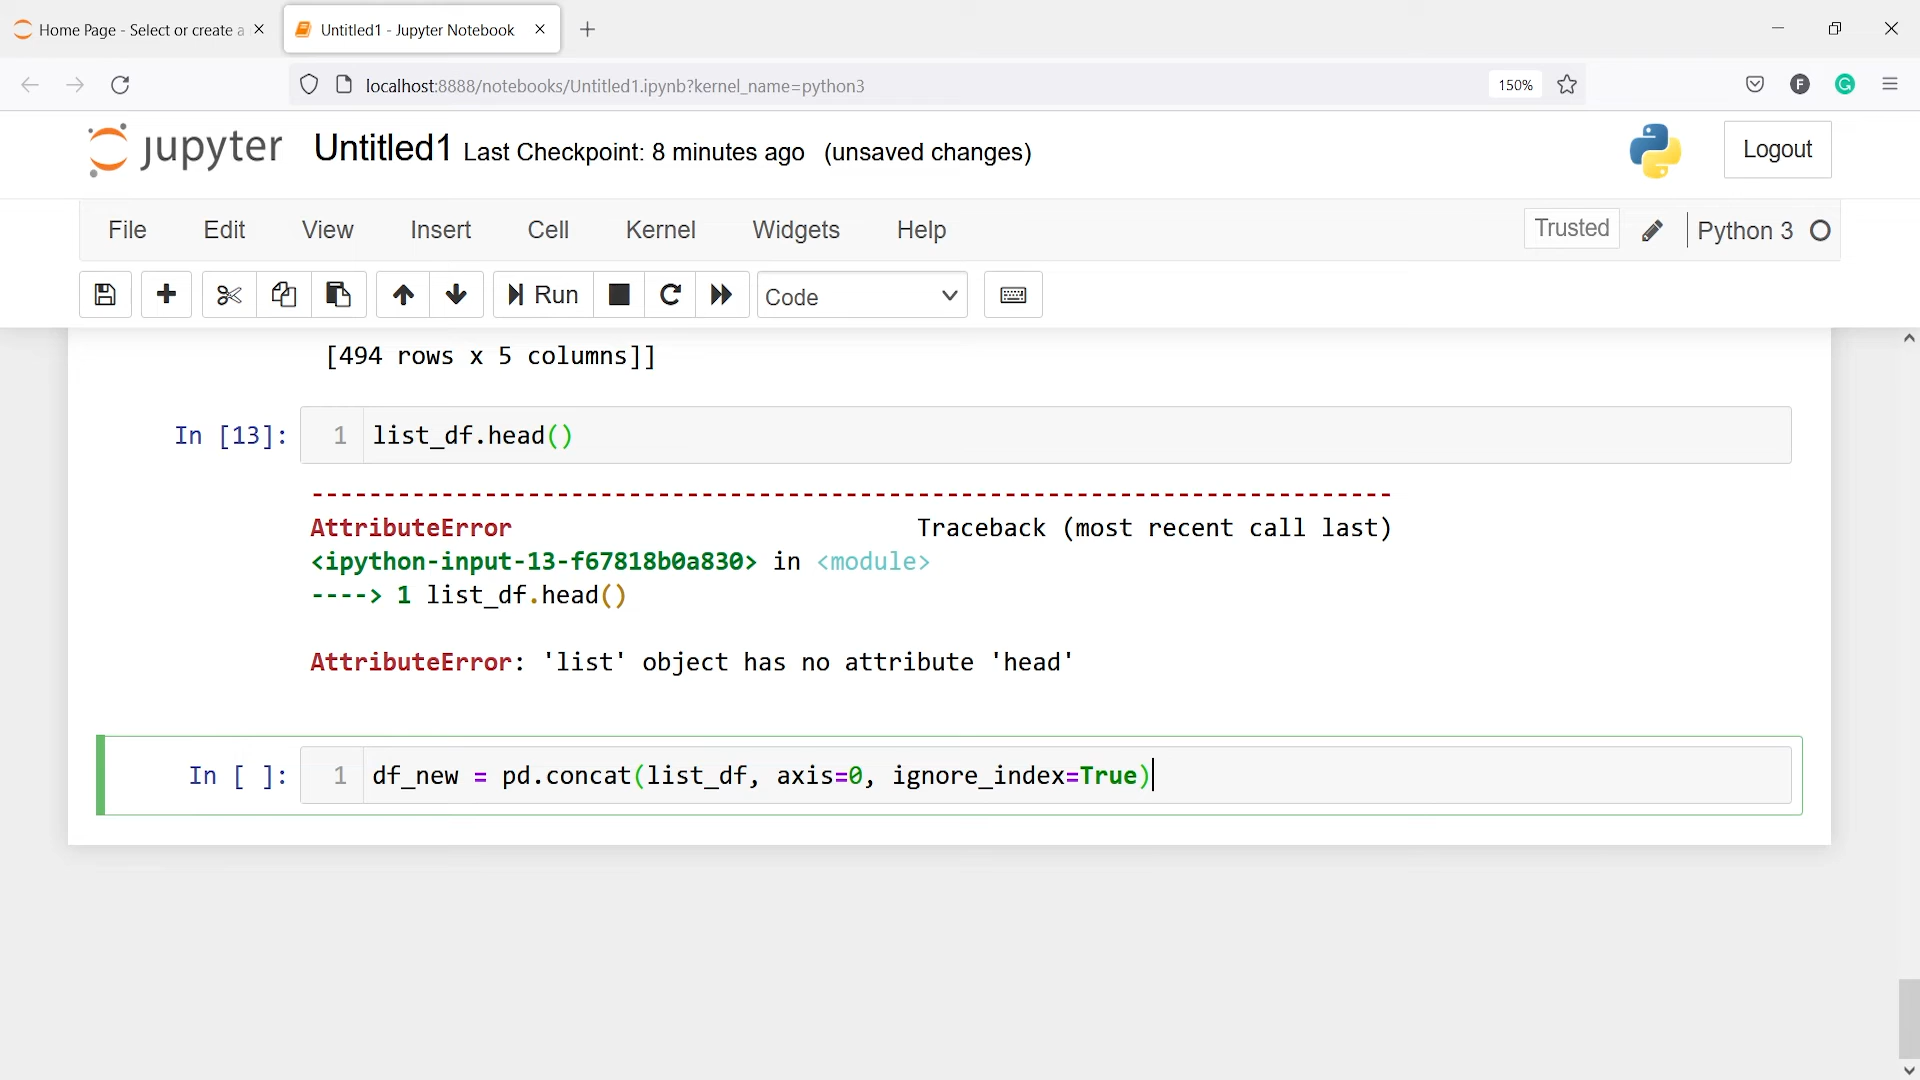 Home Page - Select or create a
Untitled1 - Jupyter Notebook
localhost:8888/notebooks/Untitled1.ipynb?kernel_name=python3
150%
F
G
jupyter Untitled1 Last Checkpoint: 8 minutes ago (unsaved changes)
Logout
File Edit View Insert Cell Kernel Widgets Help
Trusted
Python 3
Run
Code
[494 rows x 5 columns]]
In [13]: 1 list_df.head()
---------------------------------------------------------------------------
AttributeError Traceback (most recent call last)
<ipython-input-13-f67818b0a830> in <module>
----> 1 list_df.head()
AttributeError: 'list' object has no attribute 'head'
In [ ]: 1 df_new = pd.concat(list_df, axis=0, ignore_index=True)